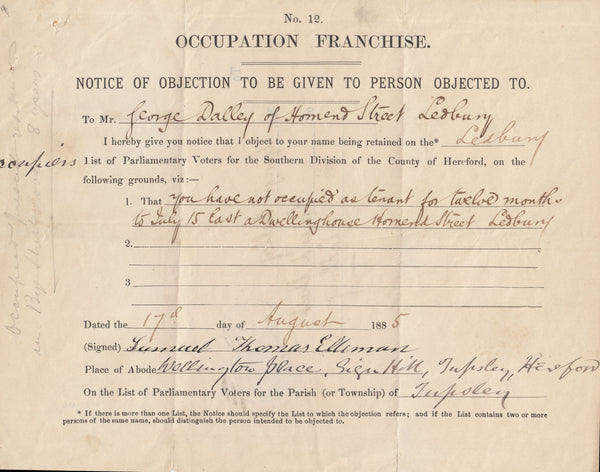 No. 12.
OCCUPATION FRANCHISE.
NOTICE OF OBJECTION TO BE GIVEN TO PERSON OBJECTED TO.
To Mr. George Dalley of Homend Street Ledbury
I hereby give you notice that I object to your name being retained on the* Ledbury
occupiers List of Parliamentary Voters for the Southern Division of the County of Hereford, on the
following grounds, viz:—
1. That you have not occupied as tenant for twelve months
to July 15 last a Dwellinghouse Homend Street Ledbury
2.
3
Dated the 17th day of August 1885
(Signed) Samuel Thomas Elliman
Place of Abode Wellington Place, Hill, Tupsley, Hereford
On the List of Parliamentary Voters for the Parish (or Township) of Tupsley
* If there is more than one List, the Notice should specify the List to which the objection refers; and if the List contains two or more
persons of the same name, should distinguish the person intended to be objected to.